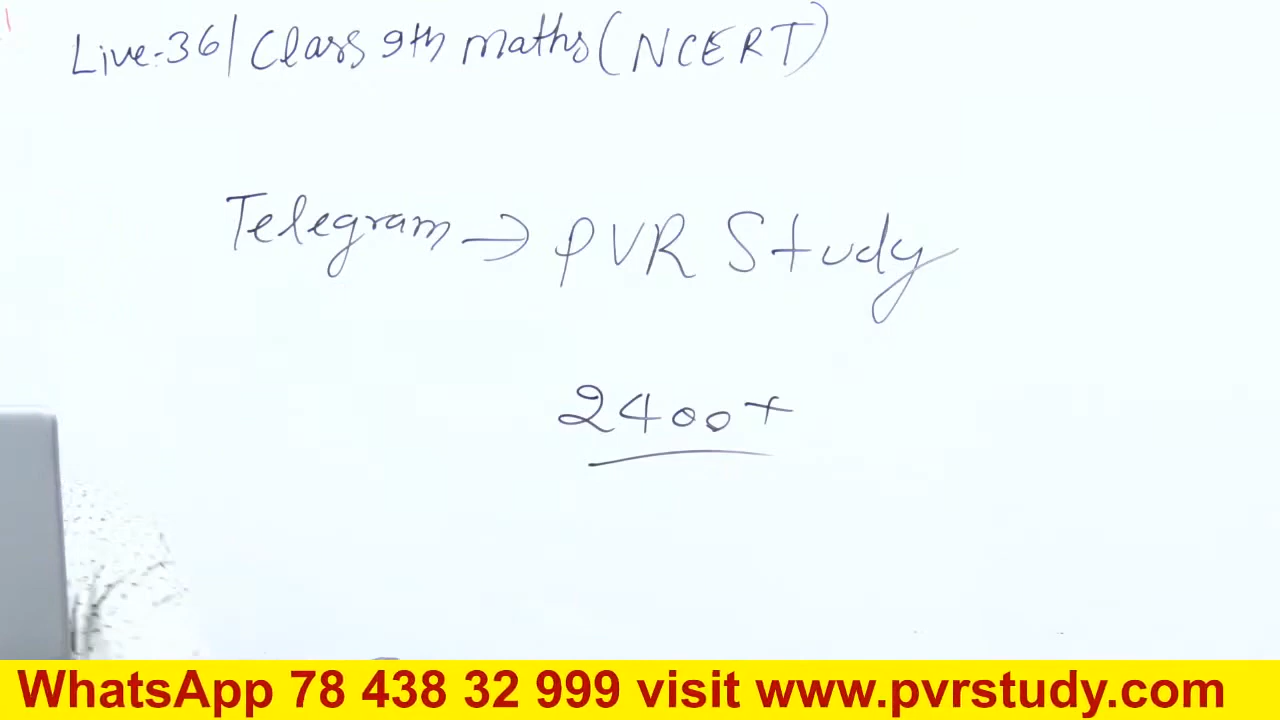 Live-36| Class 9th maths (NCERT)
Telegram → PVR Study
2400+
WhatsApp 78 438 32 999 visit www.pvrstudy.com